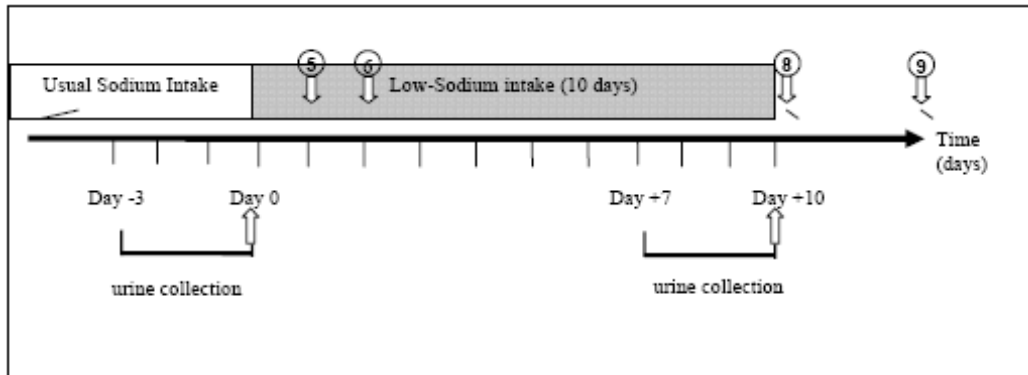 5 6 8 9
Usual Sodium Intake Low-Sodium intake (10 days)
Time
(days)
Day -3 Day 0 Day +7 Day +10
urine collection urine collection